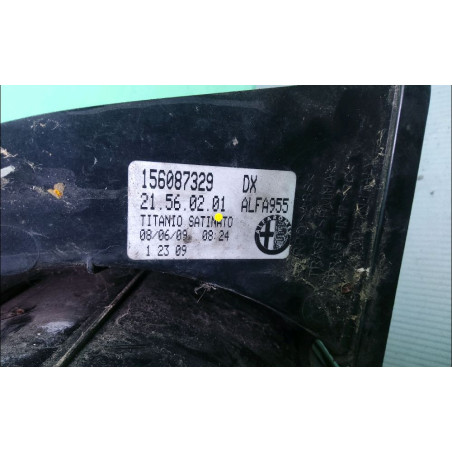 156087329 DX
21.56.02.01 ALFA955
TITANIO SATINATO
08/06/09 08:24
1 23 09